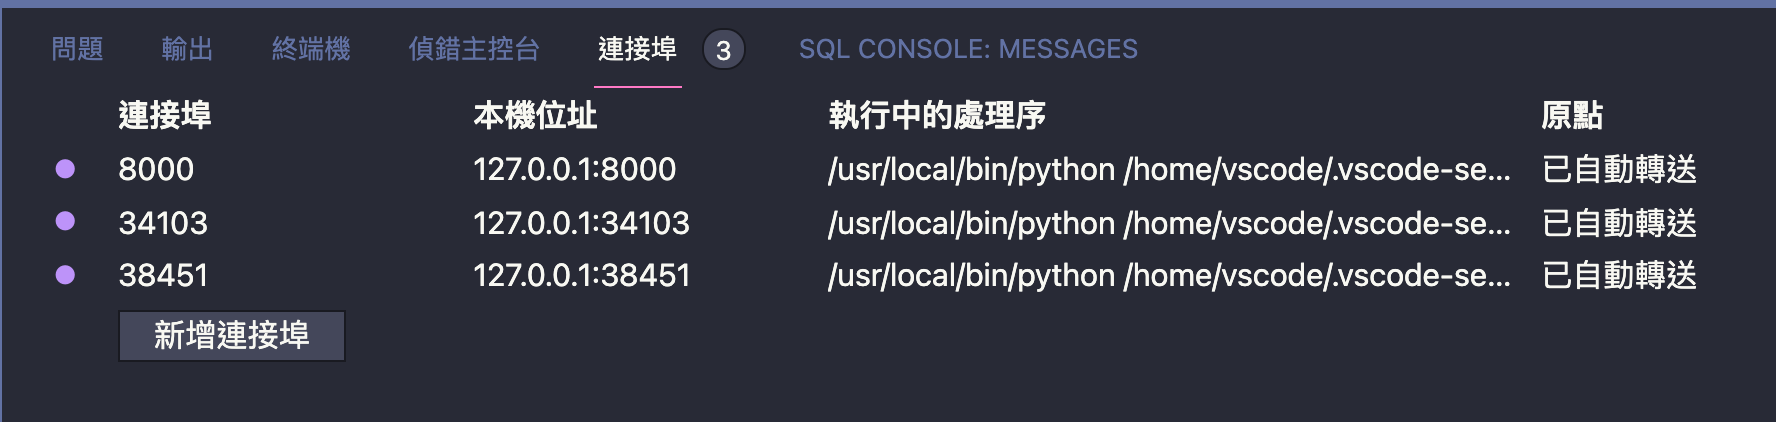 問題 輸出 終端機 偵錯主控台 連接埠 3 SQL CONSOLE: MESSAGES
連接埠 本機位址 執行中的處理序 原點
8000 127.0.0.1:8000 /usr/local/bin/python /home/vscode/.vscode-se... 已自動轉送
34103 127.0.0.1:34103 /usr/local/bin/python /home/vscode/.vscode-se... 已自動轉送
38451 127.0.0.1:38451 /usr/local/bin/python /home/vscode/.vscode-se... 已自動轉送
新增連接埠